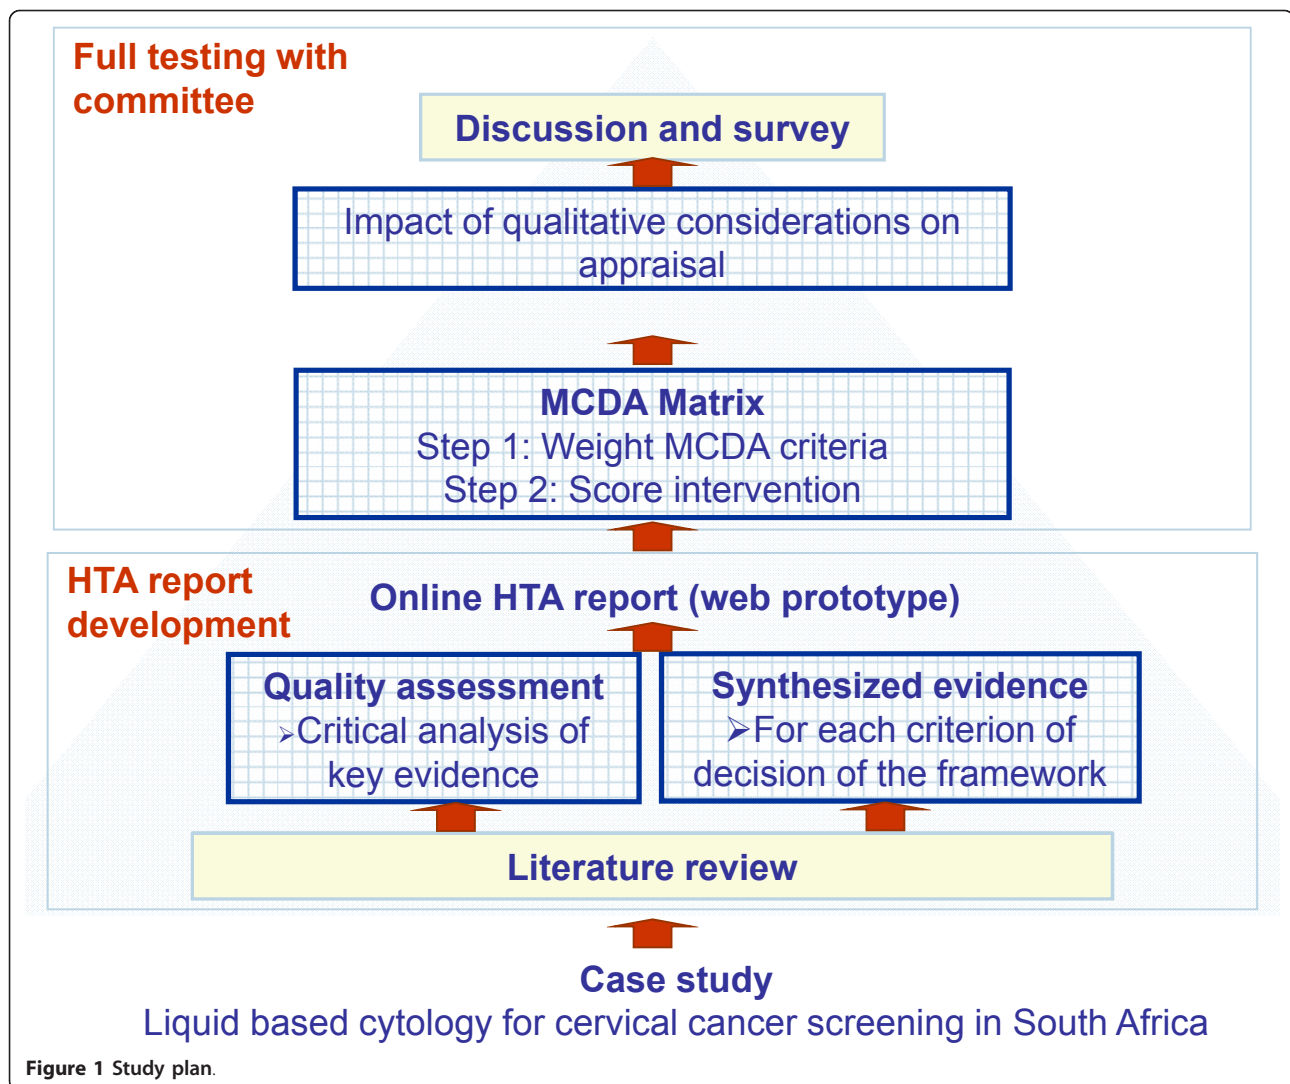 Full testing with
committee
Discussion and survey
Impact of qualitative considerations on
appraisal
MCDA Matrix
Step 1: Weight MCDA criteria
Step 2: Score intervention
HTA report
development
Online HTA report (web prototype)
Quality assessment
➢Critical analysis of
key evidence
Synthesized evidence
➢For each criterion of
decision of the framework
Literature review
Case study
Liquid based cytology for cervical cancer screening in South Africa
Figure 1 Study plan.